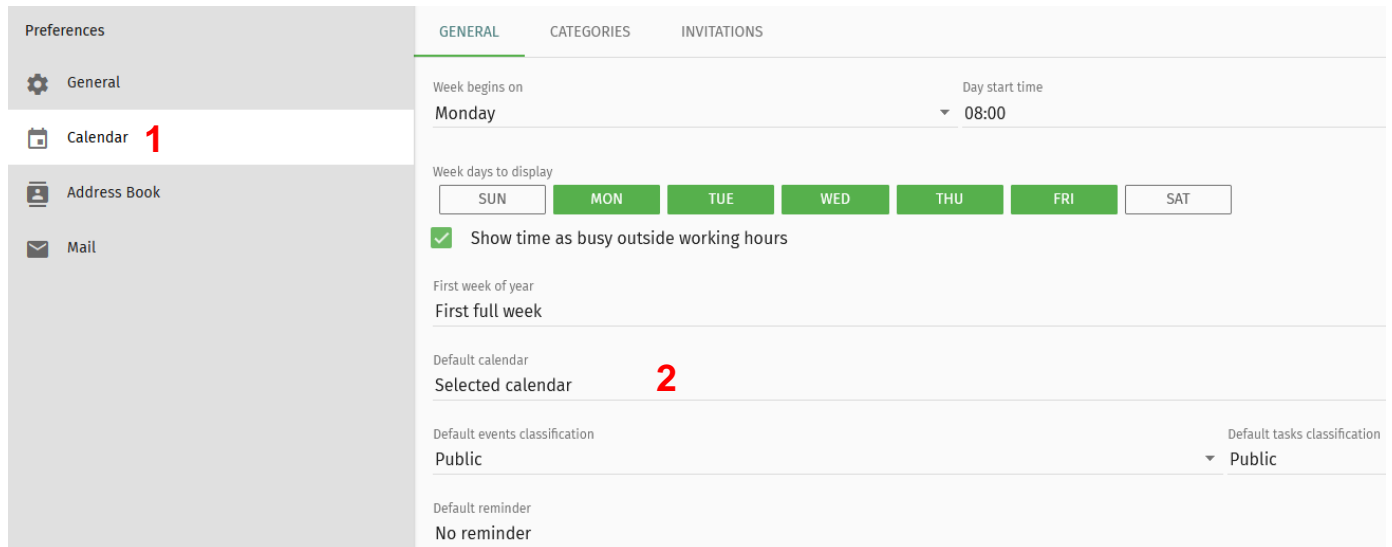 Preferences
General
Calendar 1
Address Book
Mail
GENERAL CATEGORIES INVITATIONS
Week begins on Day start time
Monday 08:00
Week days to display
SUN MON TUE WED THU FRI SAT
Show time as busy outside working hours
First week of year
First full week
Default calendar
Selected calendar 2
Default events classification Default tasks classification
Public Public
Default reminder
No reminder